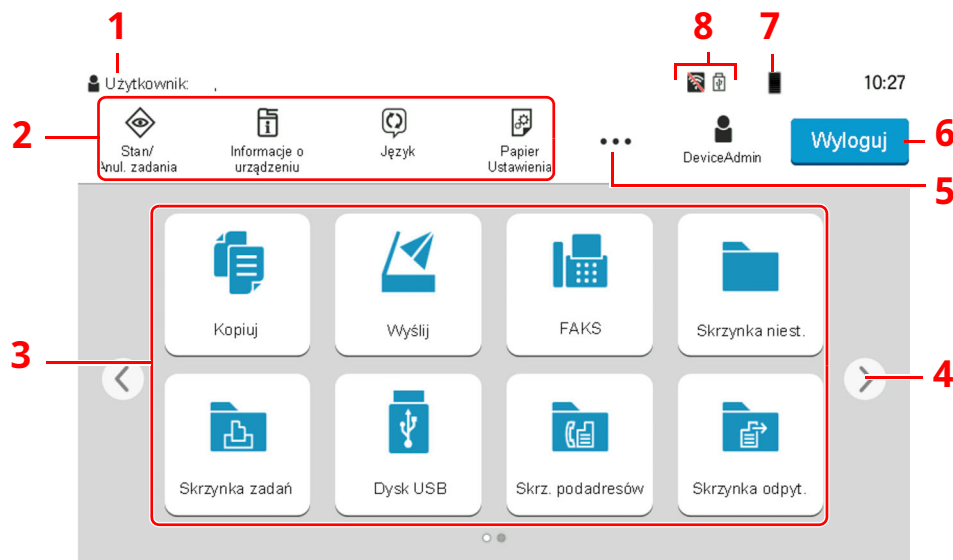 1
8
7
Użytkownik:
10:27
2
Stan/
Anul. zadania
Informacje o
urządzeniu
Język
Papier
Ustawienia
DeviceAdmin
Wyloguj
6
5
Kopiuj
Wyślij
FAKS
Skrzynka niest.
3
4
Skrzynka zadań
Dysk USB
Skrz. podadresów
Skrzynka odpyt.